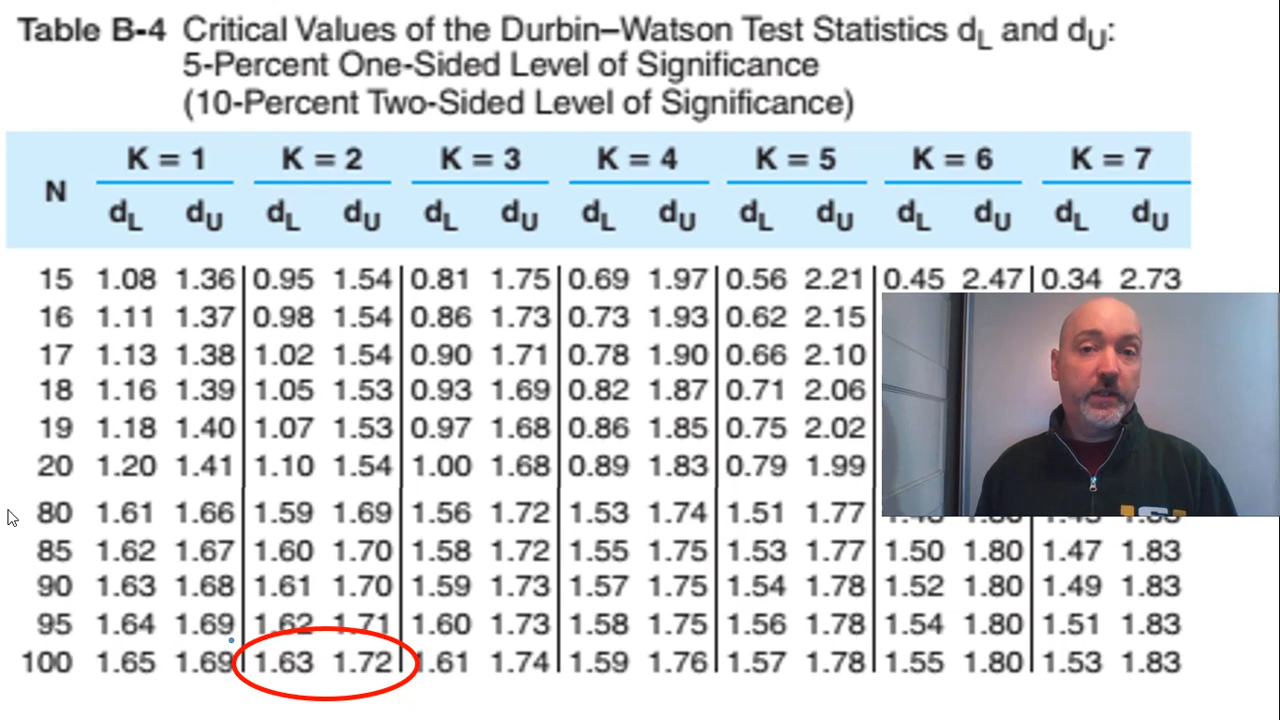 Table B-4 Critical Values of the Durbin–Watson Test Statistics dL and dU:
5-Percent One-Sided Level of Significance
(10-Percent Two-Sided Level of Significance)
K = 1 K = 2 K = 3 K = 4 K = 5 K = 6 K = 7
N
dL dU dL dU dL dU dL dU dL dU dL dU dL dU
15 1.08 1.36 0.95 1.54 0.81 1.75 0.69 1.97 0.56 2.21 0.45 2.47 0.34 2.73
16 1.11 1.37 0.98 1.54 0.86 1.73 0.73 1.93 0.62 2.15
17 1.13 1.38 1.02 1.54 0.90 1.71 0.78 1.90 0.66 2.10
18 1.16 1.39 1.05 1.53 0.93 1.69 0.82 1.87 0.71 2.06
19 1.18 1.40 1.07 1.53 0.97 1.68 0.86 1.85 0.75 2.02
20 1.20 1.41 1.10 1.54 1.00 1.68 0.89 1.83 0.79 1.99
80 1.61 1.66 1.59 1.69 1.56 1.72 1.53 1.74 1.51 1.77
85 1.62 1.67 1.60 1.70 1.58 1.72 1.55 1.75 1.53 1.77 1.50 1.80 1.47 1.83
90 1.63 1.68 1.61 1.70 1.59 1.73 1.57 1.75 1.54 1.78 1.52 1.80 1.49 1.83
95 1.64 1.69 1.62 1.71 1.60 1.73 1.58 1.75 1.56 1.78 1.54 1.80 1.51 1.83
100 1.65 1.69 1.63 1.72 1.61 1.74 1.59 1.76 1.57 1.78 1.55 1.80 1.53 1.83